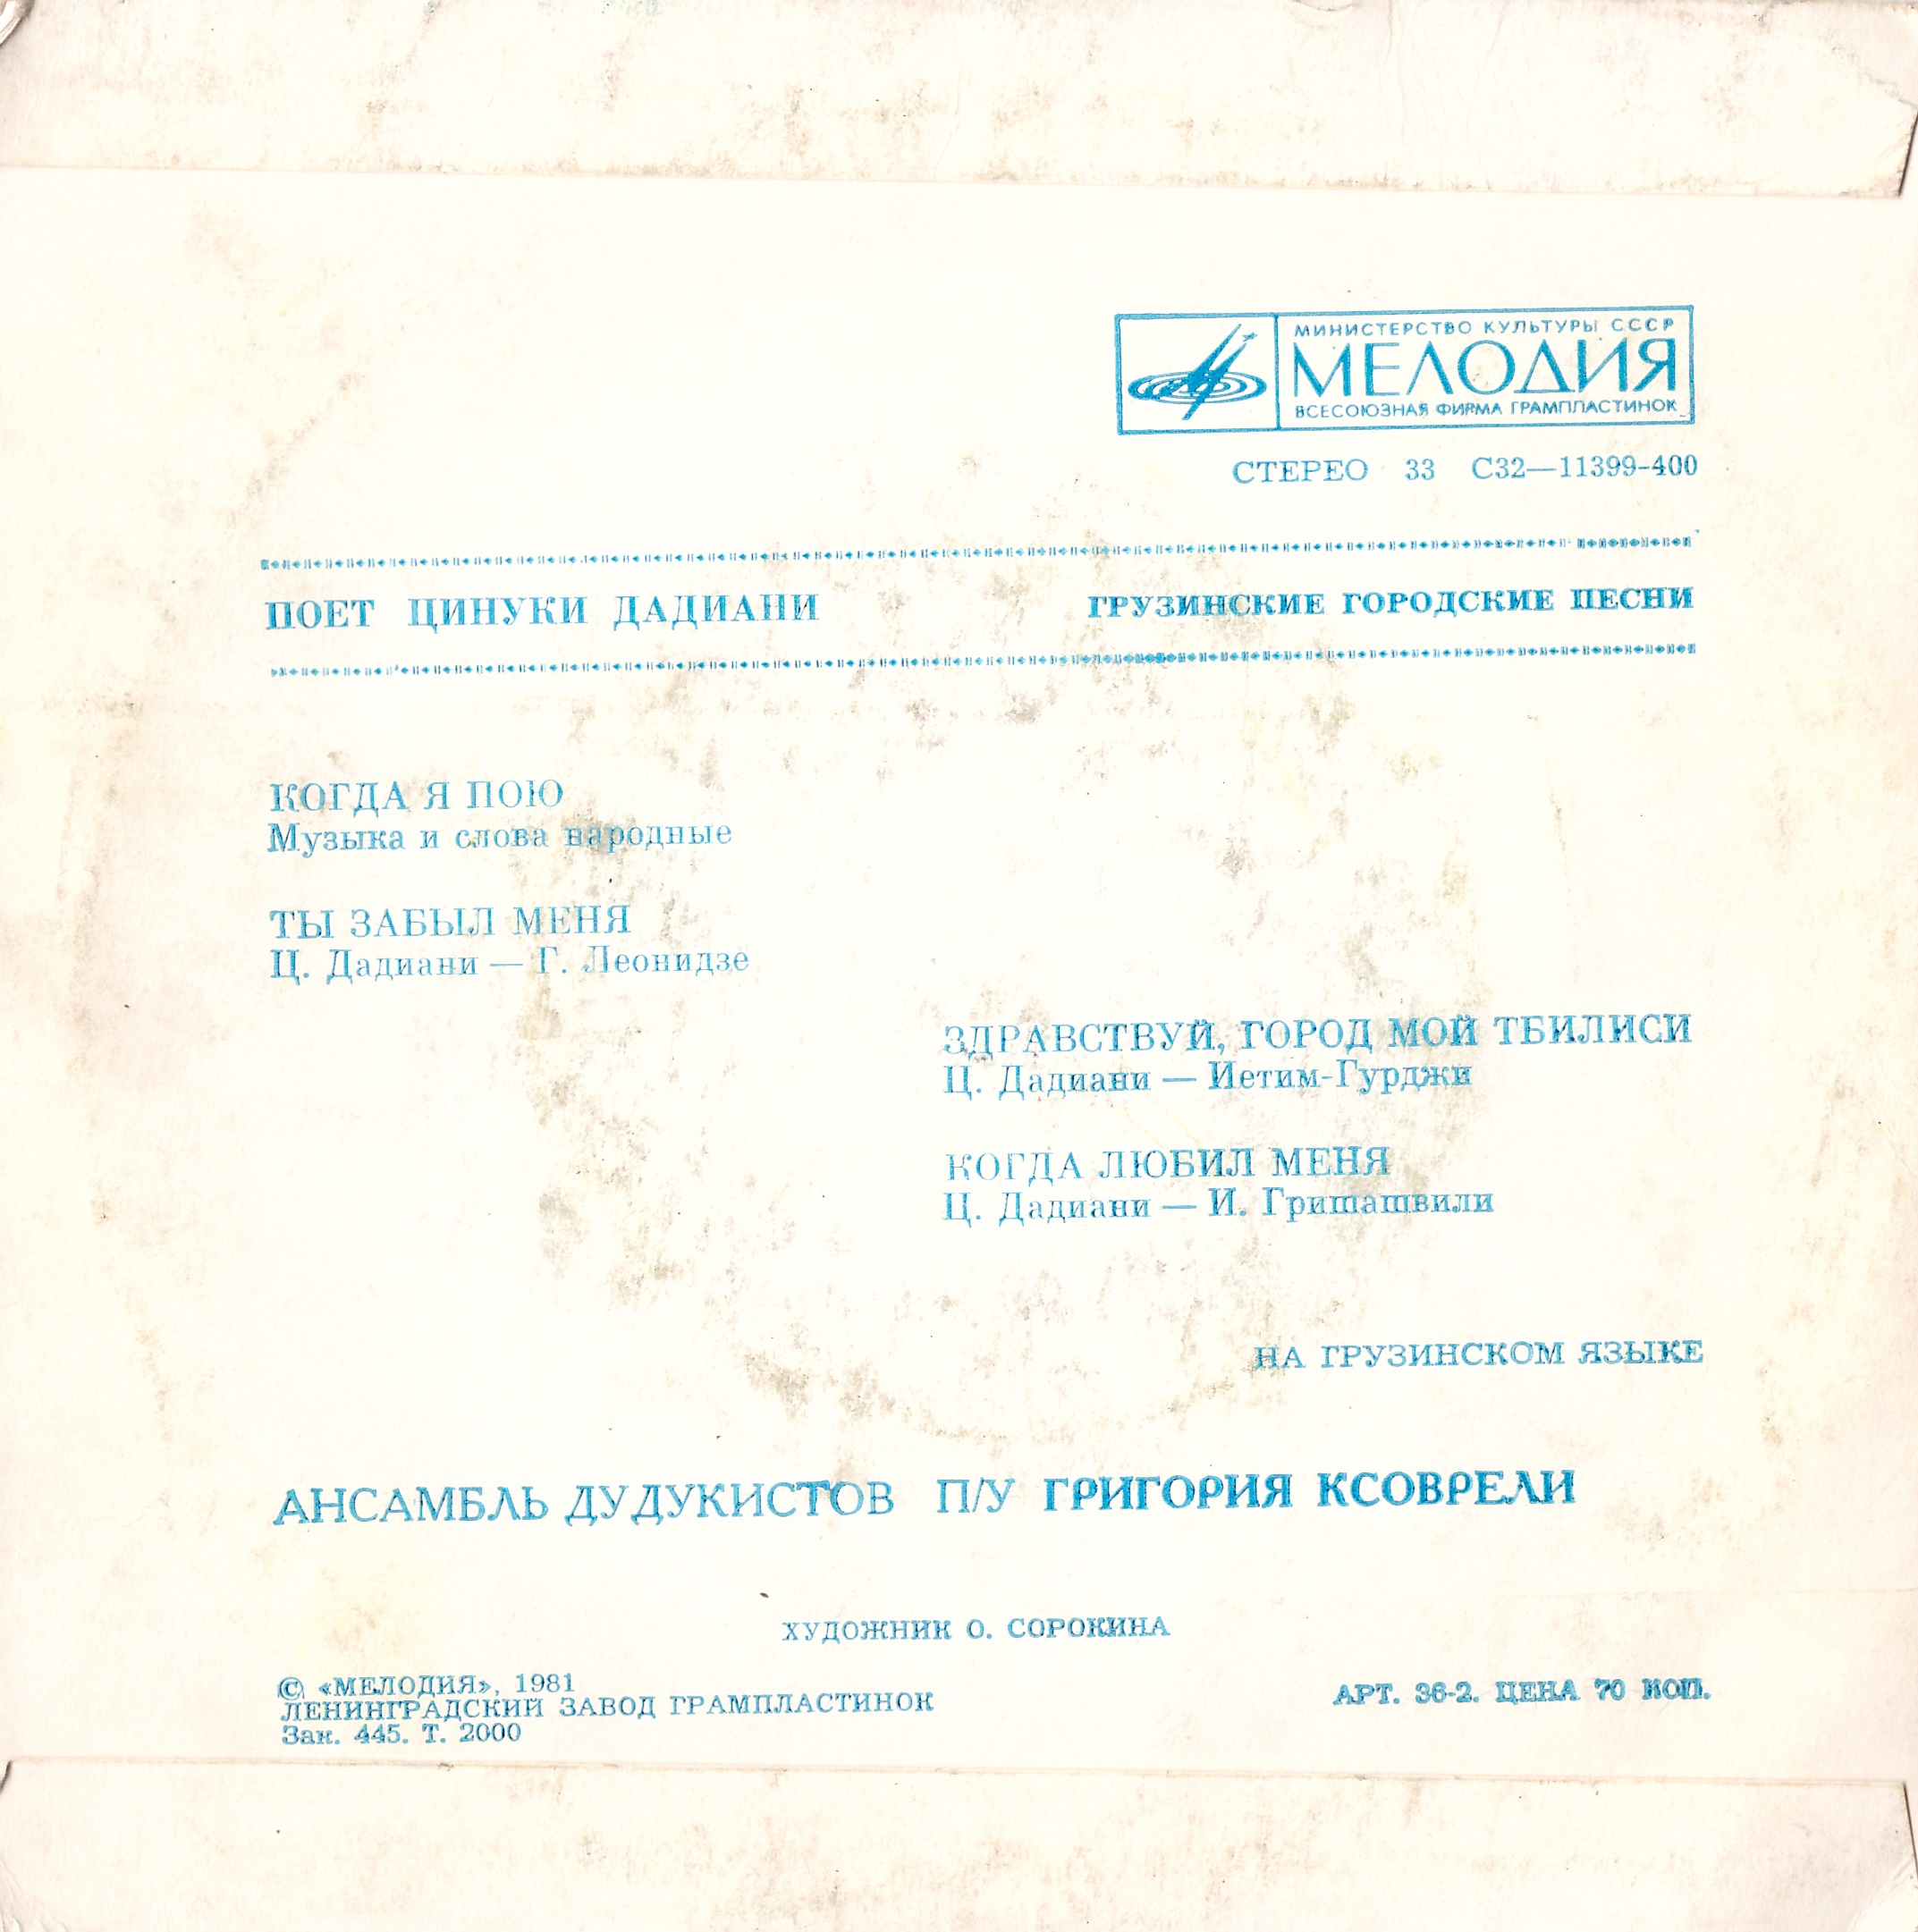 МИНИСТЕРСТВО КУЛЬТУРЫ СССР
МЕЛОДИЯ
ВСЕСОЮЗНАЯ ФИРМА ГРАМПЛАСТИНОК
СТЕРЕО 33 С32—11399-400
ПОЕТ ЦИНУКИ ДАДИАНИ ГРУЗИНСКИЕ ГОРОДСКИЕ ПЕСНИ
КОГДА Я ПОЮ
Музыка и слова народные
ТЫ ЗАБЫЛ МЕНЯ
Ц. Дадиани — Г. Леонидзе
ЗДРАВСТВУЙ, ГОРОД МОЙ ТБИЛИСИ
Ц. Дадиани — Иетим-Гурджи
КОГДА ЛЮБИЛ МЕНЯ
Ц. Дадиани — И. Гришашвили
НА ГРУЗИНСКОМ ЯЗЫКЕ
АНСАМБЛЬ ДУДУКИСТОВ П/У ГРИГОРИЯ КСОВРЕЛИ
ХУДОЖНИК О. СОРОКИНА
© «МЕЛОДИЯ», 1981
ЛЕНИНГРАДСКИЙ ЗАВОД ГРАМПЛАСТИНОК
Зак. 445. Т. 2000
АРТ. 36-2. ЦЕНА 70 КОП.